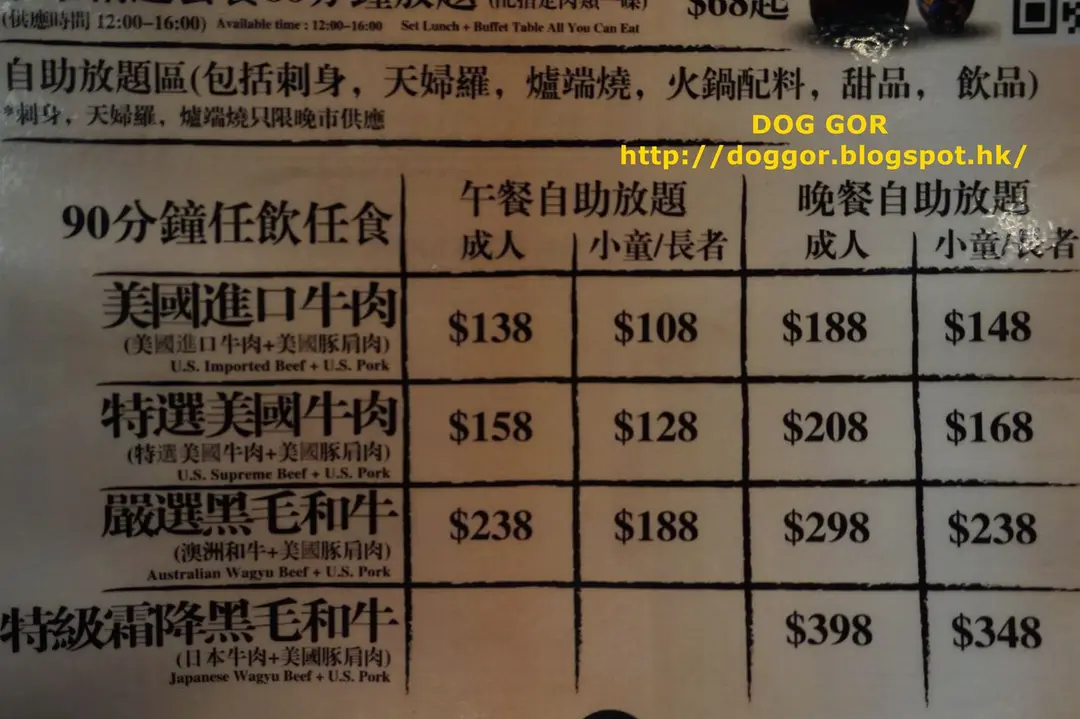 $68起
(供應時間 12:00-16:00) Available time : 12:00-16:00 Set Lunch + Buffet Table All You Can Eat
自助放題區(包括刺身，天婦羅，爐端燒，火鍋配料，甜品，飲品)
*刺身，天婦羅，爐端燒只限晚市供應
DOG GOR
http://doggor.blogspot.hk/
90分鐘任飲任食 午餐自助放題 晚餐自助放題
成人 小童/長者 成人 小童/長者
美國進口牛肉 $138 $108 $188 $148
(美國進口牛肉+美國豚肩肉)
U.S. Imported Beef + U.S. Pork
特選美國牛肉 $158 $128 $208 $168
(特選美國牛肉+美國豚肩肉)
U.S. Supreme Beef + U.S. Pork
嚴選黑毛和牛 $238 $188 $298 $238
(澳洲和牛+美國豚肩肉)
Australian Wagyu Beef + U.S. Pork
特級霜降黑毛和牛 $398 $348
(日本牛肉+美國豚肩肉)
Japanese Wagyu Beef + U.S. Pork